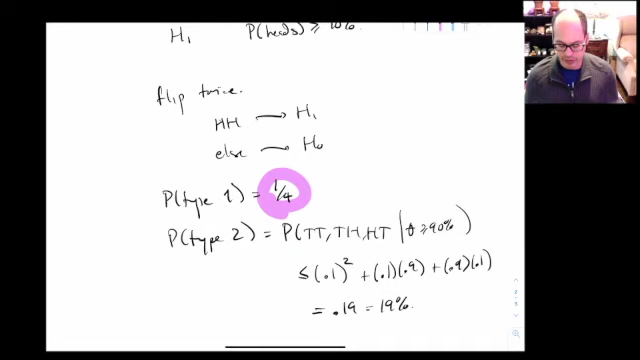 H₁ P(heads) ≥ 90%.
flip twice.
HH → H₁
else → H₀
P(type 1) = 1/4
P(type 2) = P(TT, TH, HT | θ ≥ 90%)
≤ (.1)² + (.1)(.9) + (.9)(.1)
= .19 = 19%.